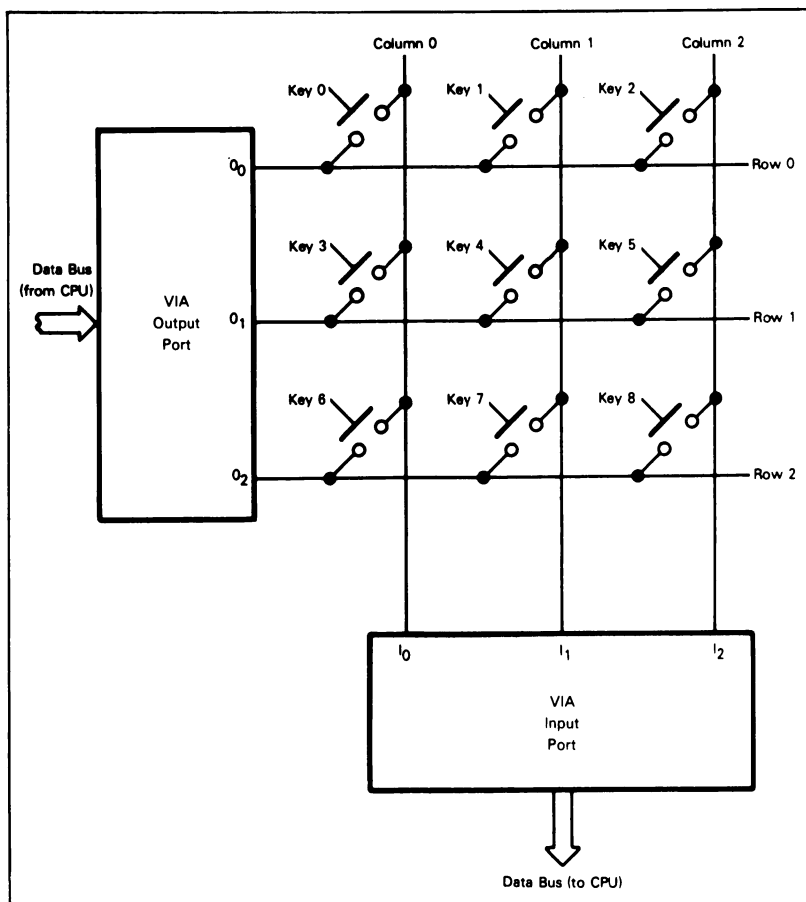 Column 0 Column 1 Column 2
Key 0 Key 1 Key 2
O0 Row 0
Key 3 Key 4 Key 5
Data Bus
(from CPU)
VIA
Output
Port
O1 Row 1
Key 6 Key 7 Key 8
O2 Row 2
I0 I1 I2
VIA
Input
Port
Data Bus (to CPU)